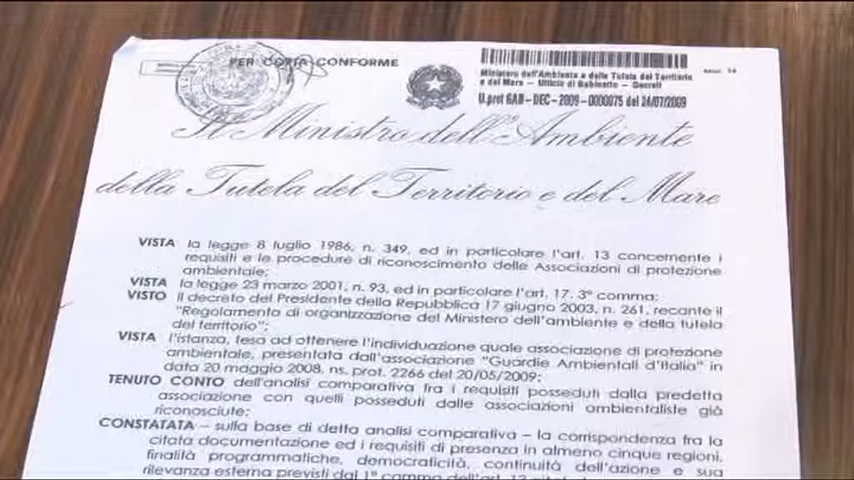 PER COPIA CONFORME
Ministero dell'Ambiente e della Tutela del Territorio
e del Mare – Ufficio di Gabinetto – Decreti
U.prot GAB-DEC-2009-0000075 del 24/07/2009
Il Ministro dell'Ambiente
della Tutela del Territorio e del Mare
VISTA la legge 8 luglio 1986, n. 349, ed in particolare l'art. 13 concernente i
requisiti e le procedure di riconoscimento delle Associazioni di protezione
ambientale;
VISTA la legge 23 marzo 2001, n. 93, ed in particolare l'art. 17, 3° comma;
VISTO il decreto del Presidente della Repubblica 17 giugno 2003, n. 261, recante il
"Regolamento di organizzazione del Ministero dell'ambiente e della tutela
del territorio";
VISTA l'istanza, tesa ad ottenere l'individuazione quale associazione di protezione
ambientale, presentata dall'associazione "Guardie Ambientali d'Italia" in
data 20 maggio 2008, ns. prot. 2266 del 20/05/2009;
TENUTO CONTO dell'analisi comparativa fra i requisiti posseduti dalla predetta
associazione con quelli posseduti dalle associazioni ambientaliste già
riconosciute;
CONSTATATA – sulla base di detta analisi comparativa – la corrispondenza fra la
citata documentazione ed i requisiti di presenza in almeno cinque regioni,
finalità programmatiche, democraticità, continuità dell'azione e sua
rilevanza esterna previsti dal 1° comma dell'art. 13